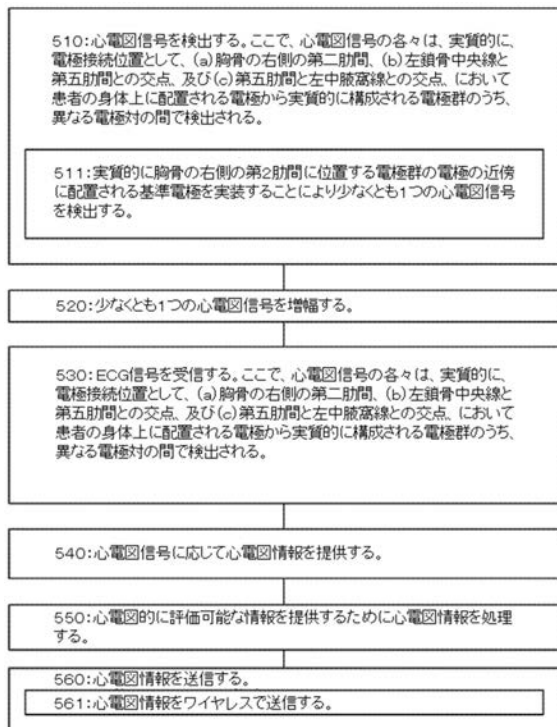 510:心電図信号を検出する。ここで、心電図信号の各々は、実質的に、
電極接続位置として、(a)胸骨の右側の第二肋間、(b)左鎖骨中央線と
第五肋間との交点、及び(c)第五肋間と左中腋窩線との交点、において
患者の身体上に配置される電極から実質的に構成される電極群のうち、
異なる電極対の間で検出される。
511:実質的に胸骨の右側の第2肋間に位置する電極群の電極の近傍
に配置される基準電極を実装することにより少なくとも1つの心電図信号
を検出する。
520:少なくとも1つの心電図信号を増幅する。
530:ECG信号を受信する。ここで、心電図信号の各々は、実質的に、
電極接続位置として、(a)胸骨の右側の第二肋間、(b)左鎖骨中央線と
第五肋間との交点、及び(c)第五肋間と左中腋窩線との交点、において
患者の身体上に配置される電極から実質的に構成される電極群のうち、
異なる電極対の間で検出される。
540:心電図信号に応じて心電図情報を提供する。
550:心電図的に評価可能な情報を提供するために心電図情報を処理
する。
560:心電図情報を送信する。
561:心電図情報をワイヤレスで送信する。